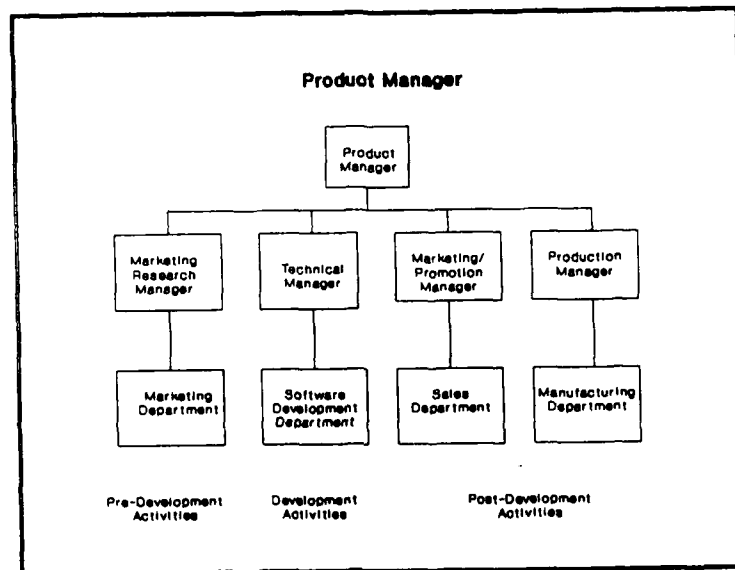 Product Manager
Product
Manager
Marketing
Research
Manager
Technical
Manager
Marketing/
Promotion
Manager
Production
Manager
Marketing
Department
Software
Development
Department
Sales
Department
Manufacturing
Department
Pre-Development
Activities
Development
Activities
Post-Development
Activities